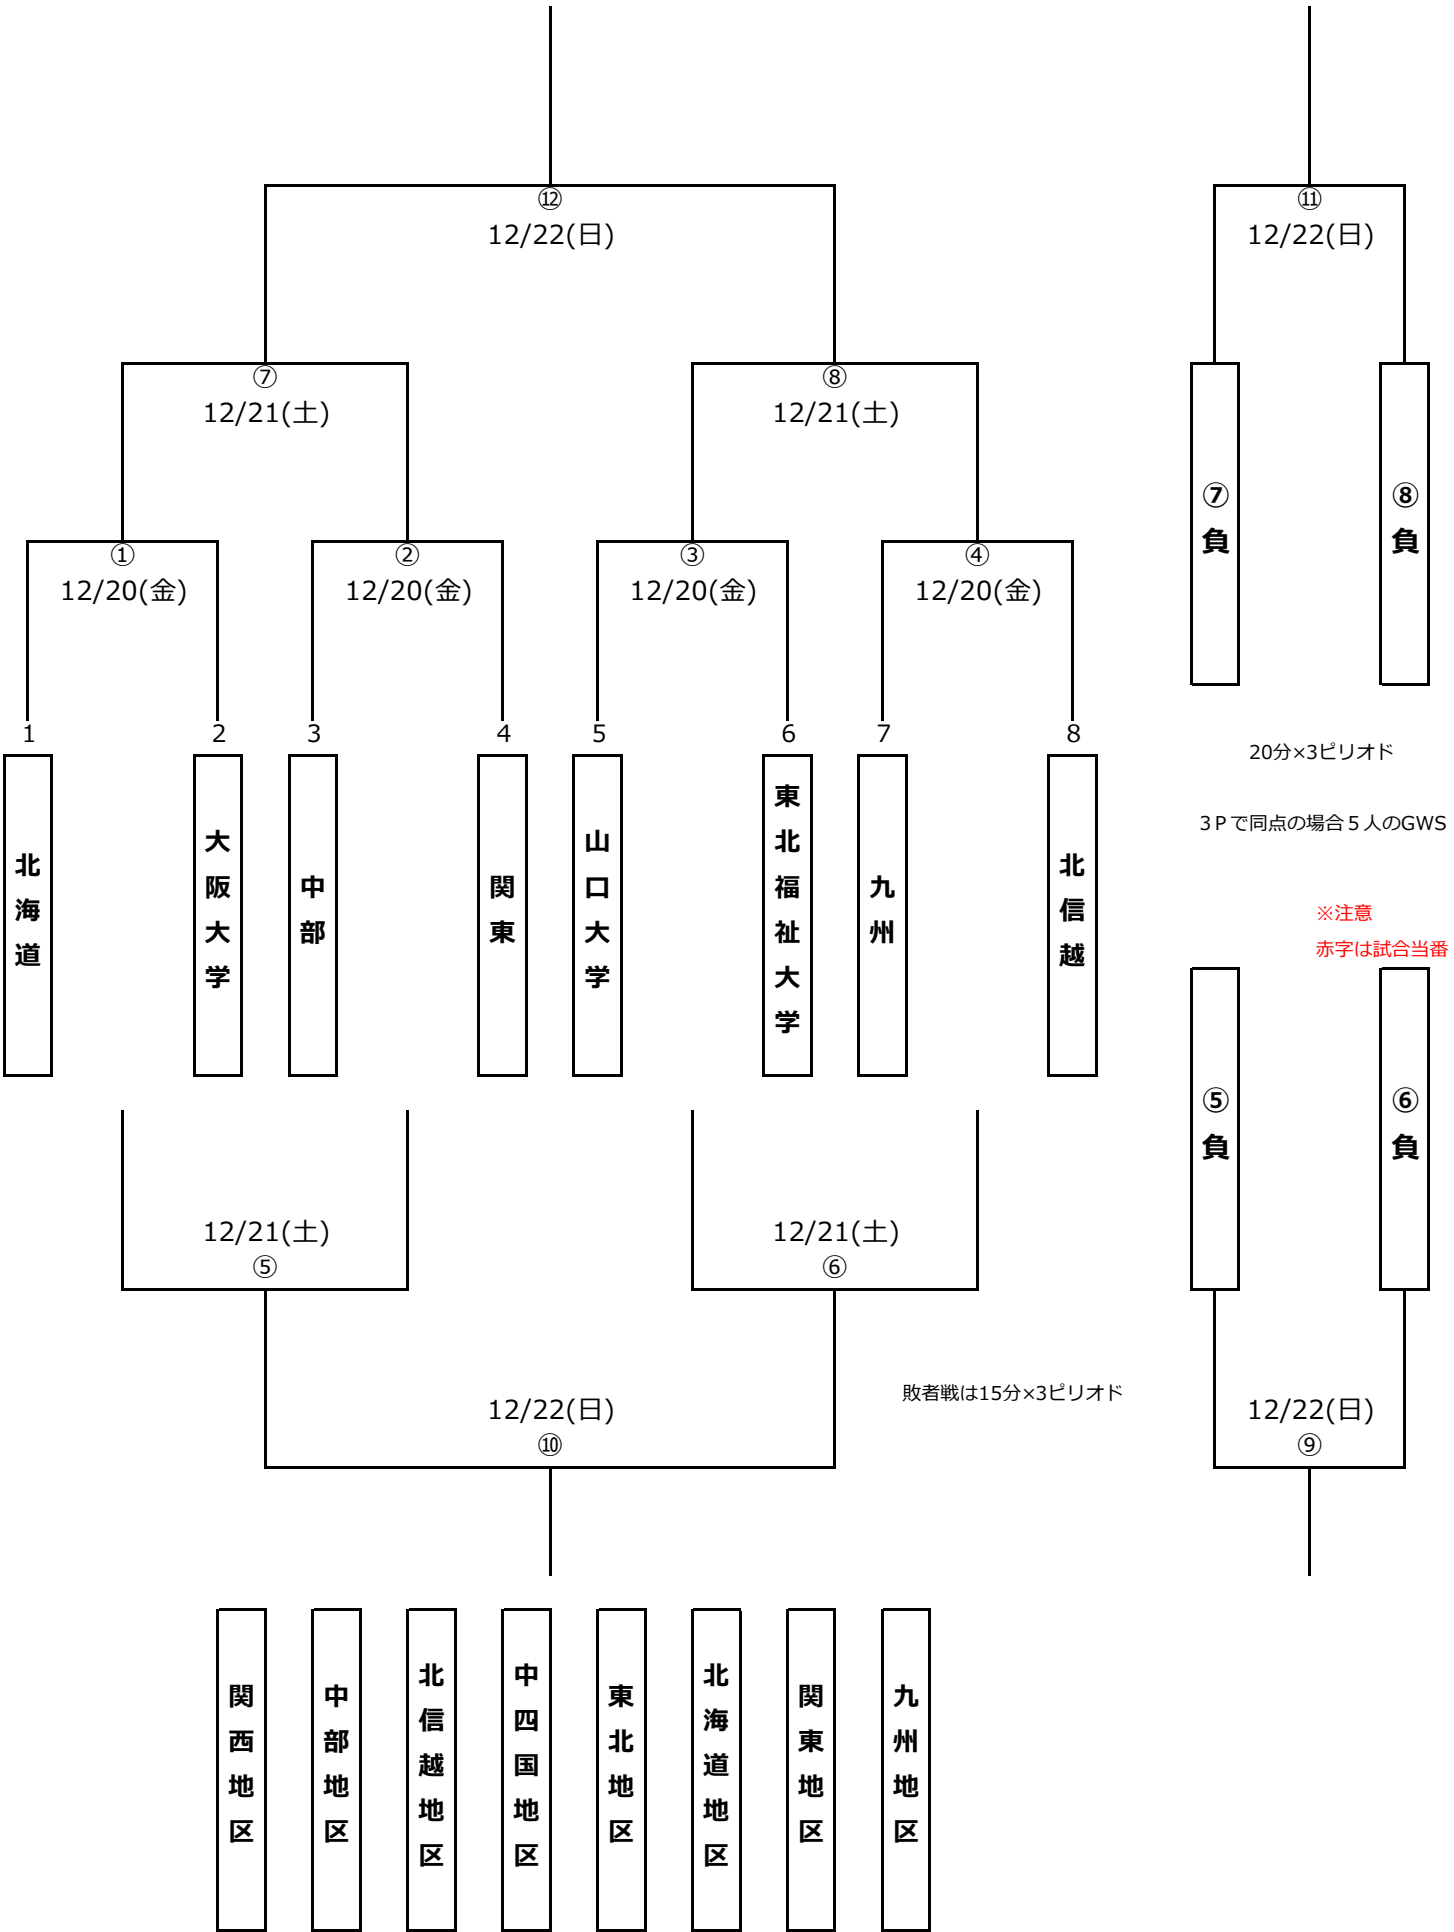 ⑫
12/22(日)
⑪
12/22(日)
⑦
12/21(土)
⑧
12/21(土)
⑦負
⑧負
①
12/20(金)
②
12/20(金)
③
12/20(金)
④
12/20(金)
1
2
3
4
5
6
7
8
北海道
大阪大学
中部
関東
山口大学
東北福祉大学
九州
北信越
20分×3ピリオド
3Pで同点の場合5人のGWS
※注意
赤字は試合当番
⑤負
⑥負
12/21(土)
⑤
12/21(土)
⑥
敗者戦は15分×3ピリオド
12/22(日)
⑩
12/22(日)
⑨
関西地区
中部地区
北信越地区
中四国地区
東北地区
北海道地区
関東地区
九州地区